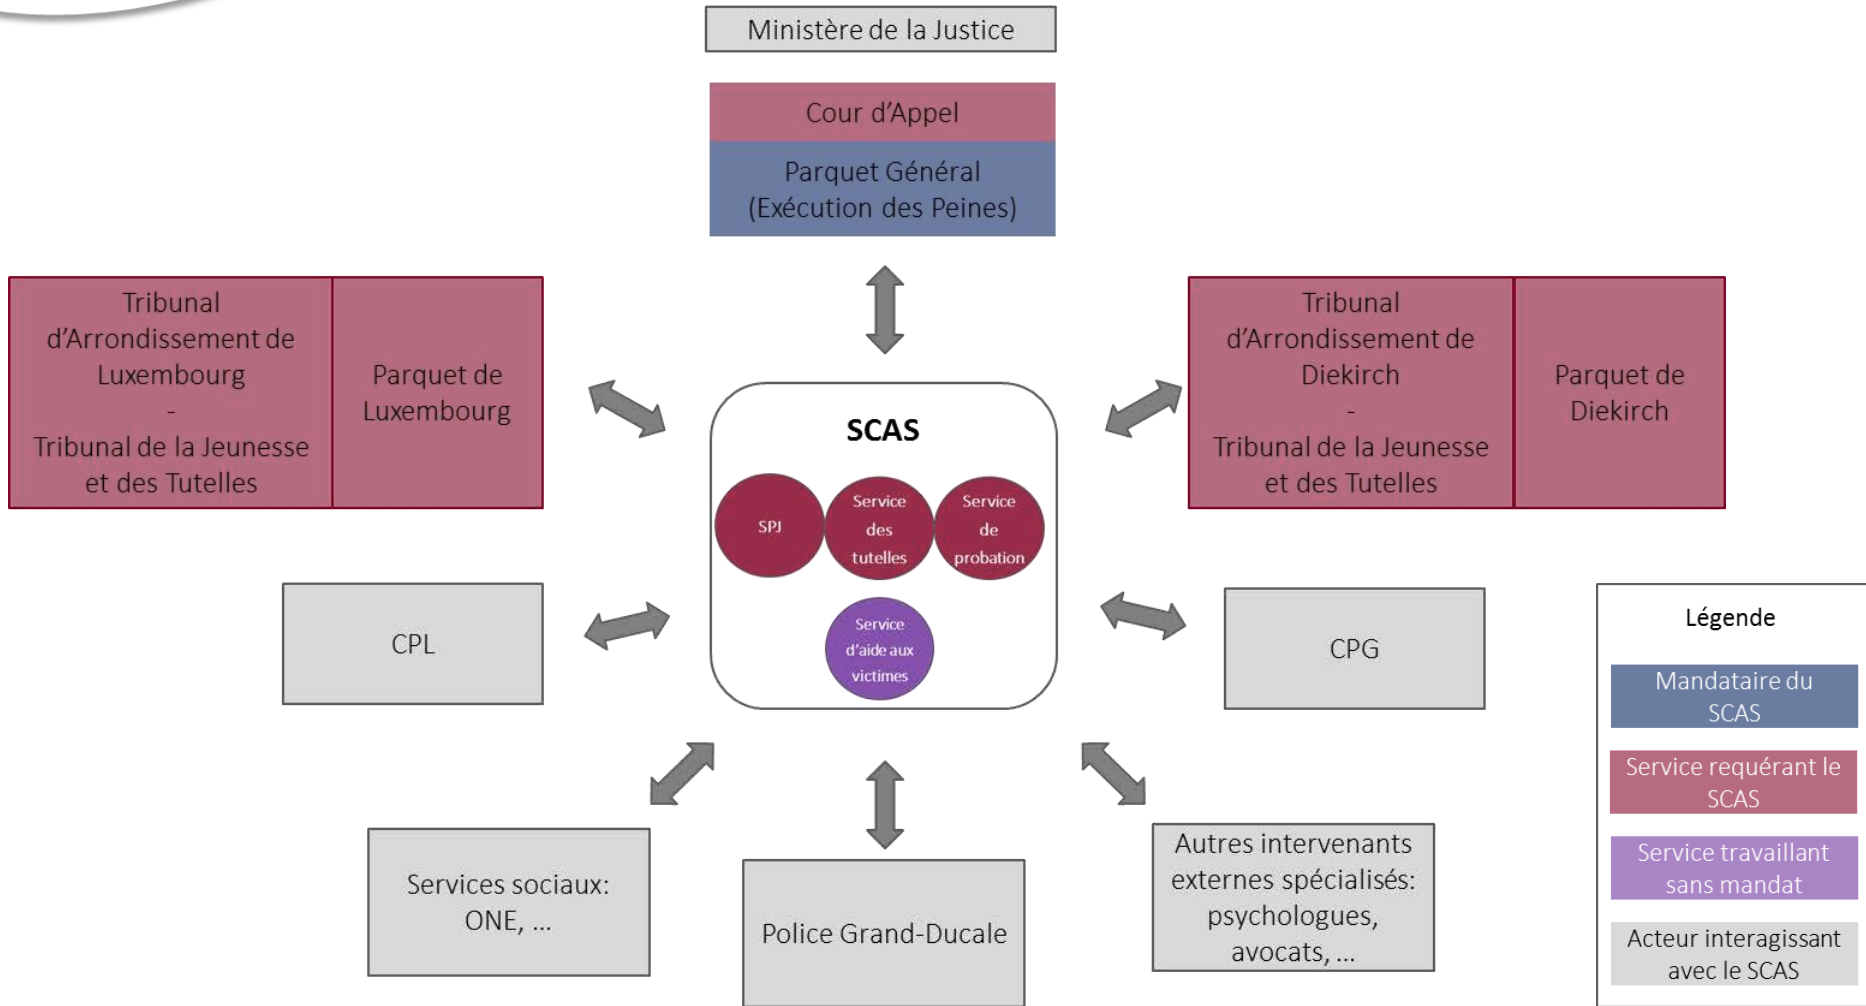 Ministère de la Justice
Cour d'Appel
Parquet Général
(Exécution des Peines)
Tribunal
d'Arrondissement de
Luxembourg
-
Tribunal de la Jeunesse
et des Tutelles
Parquet de
Luxembourg
Tribunal
d'Arrondissement de
Diekirch
-
Tribunal de la Jeunesse
et des Tutelles
Parquet de
Diekirch
SCAS
SPJ
Service
des
tutelles
Service
de
probation
Service
d'aide aux
victimes
CPL
CPG
Services sociaux:
ONE, ...
Police Grand-Ducale
Autres intervenants
externes spécialisés:
psychologues,
avocats, ...
Légende
Mandataire du
SCAS
Service requérant le
SCAS
Service travaillant
sans mandat
Acteur interagissant
avec le SCAS